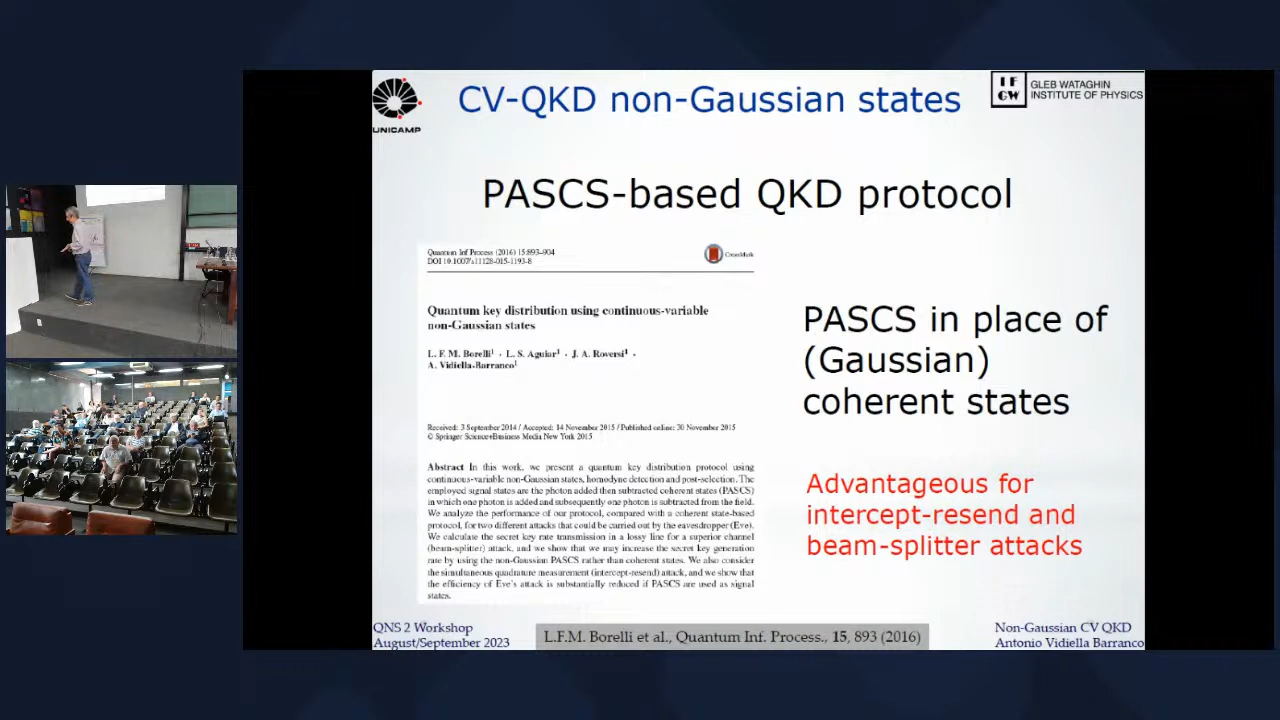 UNICAMP
CV-QKD non-Gaussian states
I F
G W
GLEB WATAGHIN
INSTITUTE OF PHYSICS
PASCS-based QKD protocol
Quantum Inf Process (2016) 15:893–904
DOI 10.1007/s11128-015-1193-8
CrossMark
Quantum key distribution using continuous-variable
non-Gaussian states
L. F. M. Borelli¹ · L. S. Aguiar¹ · J. A. Roversi¹ ·
A. Vidiella-Barranco¹
Received: 3 September 2014 / Accepted: 14 November 2015 / Published online: 30 November 2015
© Springer Science+Business Media New York 2015
Abstract In this work, we present a quantum key distribution protocol using
continuous-variable non-Gaussian states, homodyne detection and post-selection. The
employed signal states are the photon added then subtracted coherent states (PASCS)
in which one photon is added and subsequently one photon is subtracted from the field.
We analyze the performance of our protocol, compared with a coherent state-based
protocol, for two different attacks that could be carried out by the eavesdropper (Eve).
We calculate the secret key rate transmission in a lossy line for a superior channel
(beam-splitter) attack, and we show that we may increase the secret key generation
rate by using the non-Gaussian PASCS rather than coherent states. We also consider
the simultaneous quadrature measurement (intercept-resend) attack, and we show that
the efficiency of Eve's attack is substantially reduced if PASCS are used as signal
states.
PASCS in place of
(Gaussian)
coherent states
Advantageous for
intercept-resend and
beam-splitter attacks
QNS 2 Workshop
August/September 2023
L.F.M. Borelli et al., Quantum Inf. Process., 15, 893 (2016)
Non-Gaussian CV QKD
Antonio Vidiella Barranco